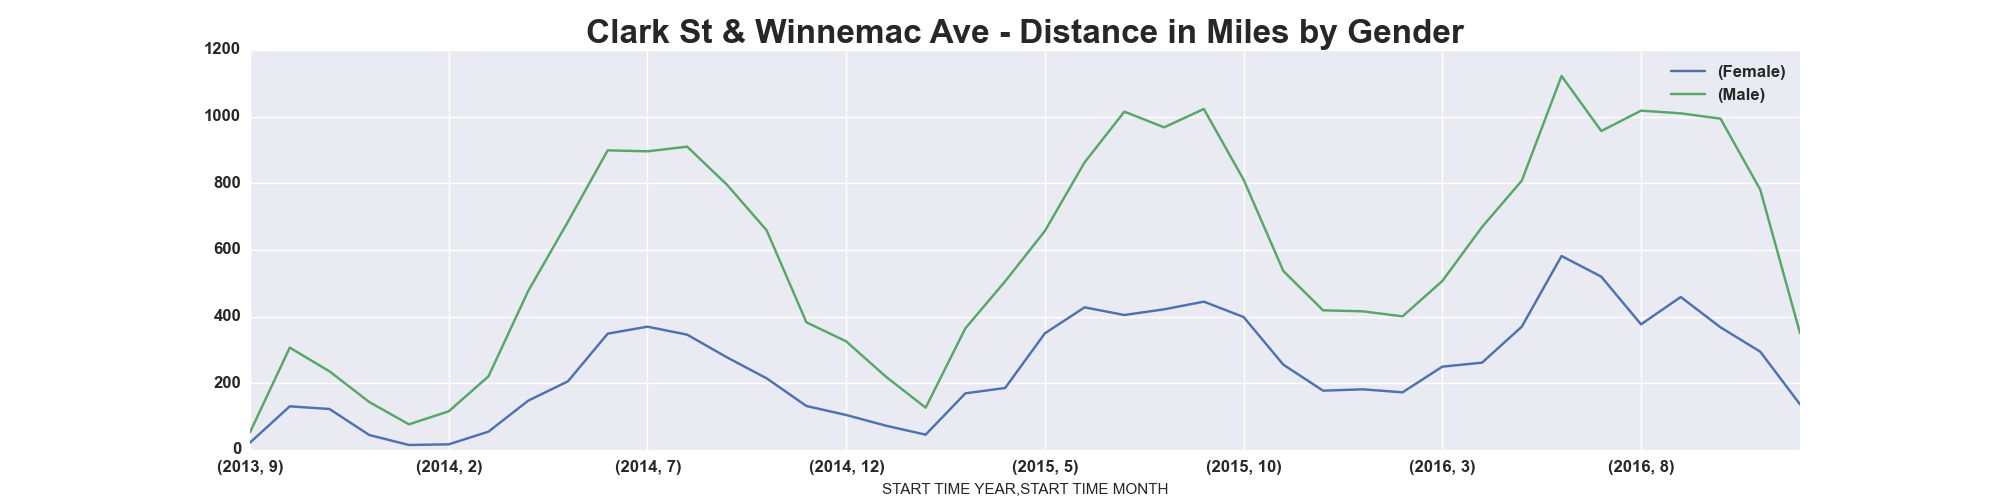 Clark St & Winnemac Ave - Distance in Miles by Gender
1200
1000
800
600
400
200
0
(Female)
(Male)
(2013, 9) (2014, 2) (2014, 7) (2014, 12) (2015, 5) (2015, 10) (2016, 3) (2016, 8)
START TIME YEAR,START TIME MONTH